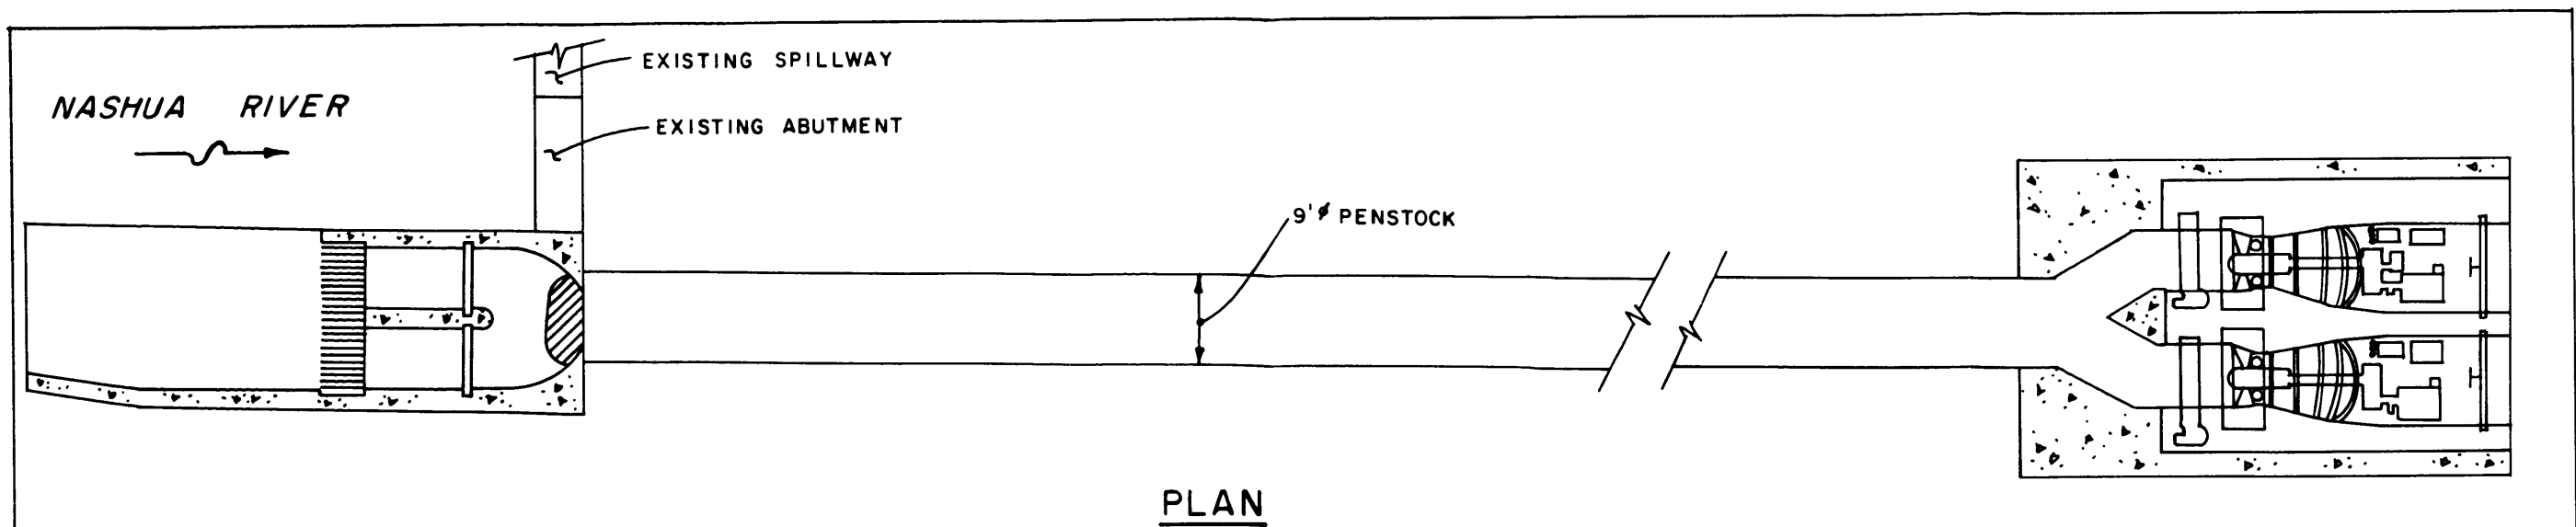 EXISTING SPILLWAY
NASHUA RIVER
EXISTING ABUTMENT
9'⌀ PENSTOCK
PLAN